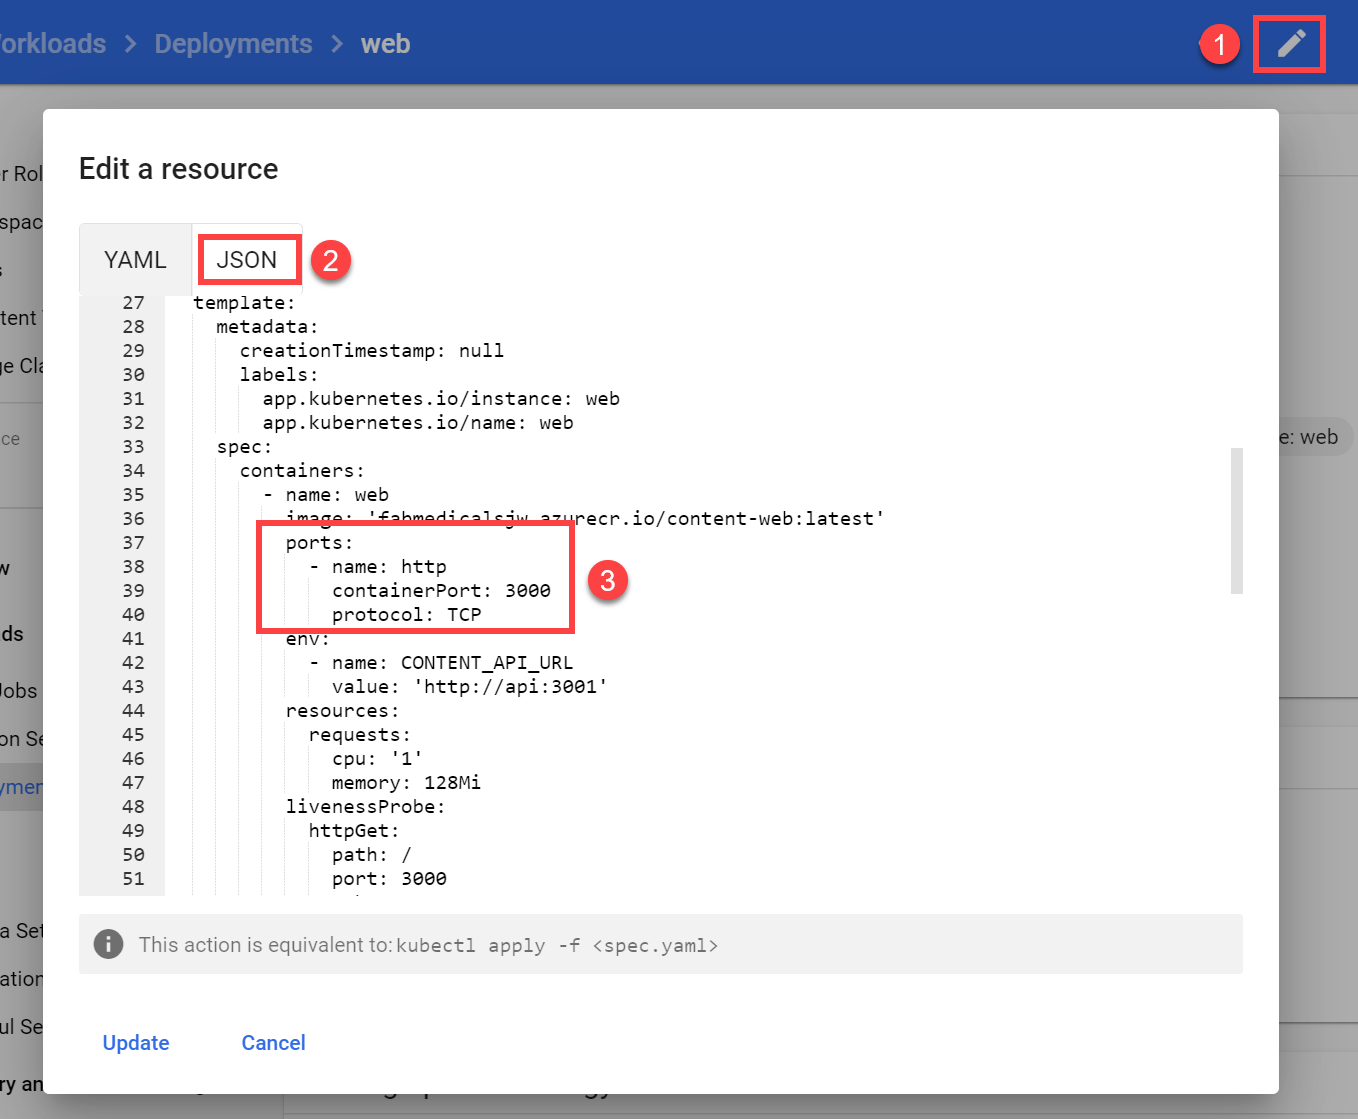 orkloads > Deployments > web
1
Edit a resource
r Rol
spac
YAML
JSON
2
s
27 template:
tent
28 metadata:
29 creationTimestamp: null
ge Cla
30 labels:
31 app.kubernetes.io/instance: web
32 app.kubernetes.io/name: web
ce
e: web
33 spec:
34 containers:
35 - name: web
36 image: 'fabmedicalsjw.azurecr.io/content-web:latest'
37 ports:
38 - name: http
w
3
39 containerPort: 3000
40 protocol: TCP
ds
41 env:
42 - name: CONTENT_API_URL
43 value: 'http://api:3001'
Jobs
44 resources:
45 requests:
on Se
46 cpu: '1'
47 memory: 128Mi
ymen
48 livenessProbe:
49 httpGet:
50 path: /
51 port: 3000
a Set
This action is equivalent to: kubectl apply -f <spec.yaml>
ation
ul Se
Update
Cancel
ry an